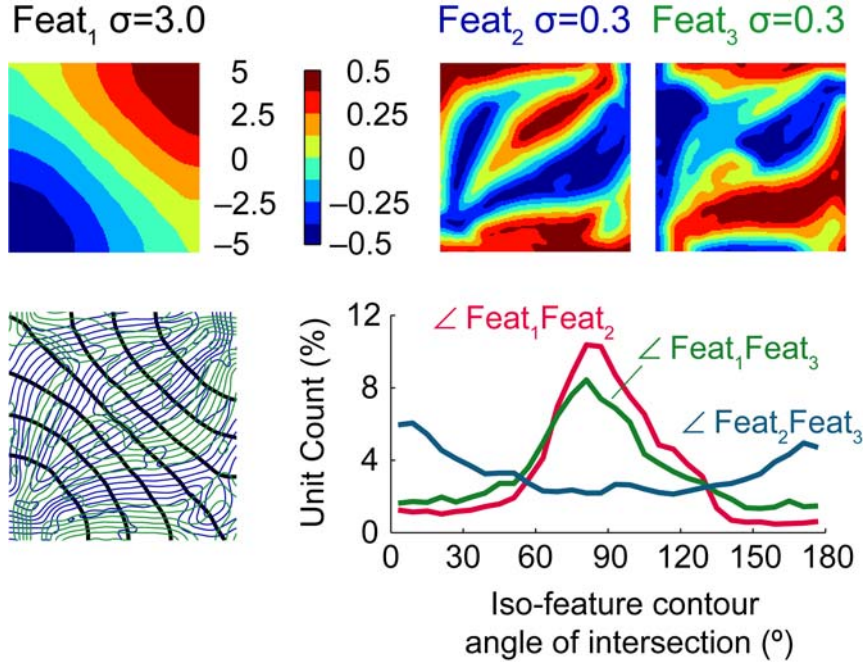 Feat₁ σ=3.0
Feat₂ σ=0.3
Feat₃ σ=0.3
5 0.5
2.5 0.25
0 0
–2.5 –0.25
–5 –0.5
12
8
4
0
Unit Count (%)
∠ Feat₁Feat₂
∠ Feat₁Feat₃
∠ Feat₂Feat₃
0 30 60 90 120 150 180
Iso-feature contour
angle of intersection (º)